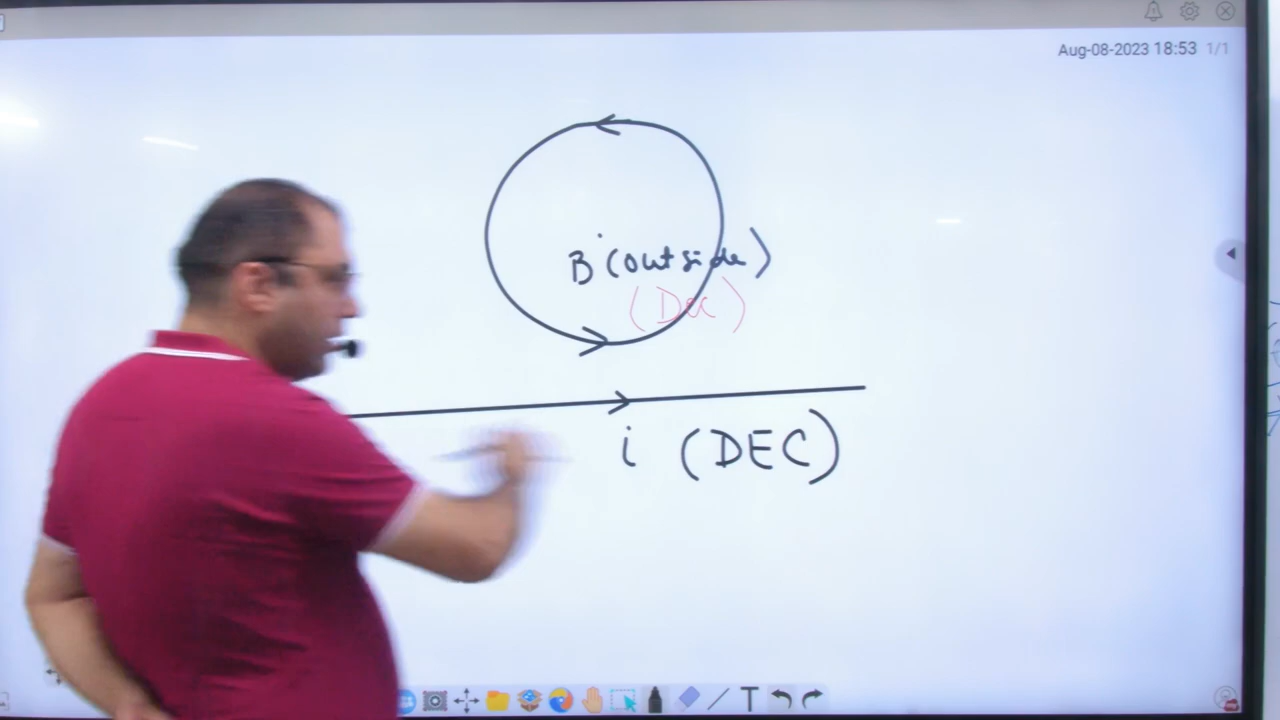 Aug-08-2023 18:53 1/1
B (outside)
(Dec)
i (DEC)
T